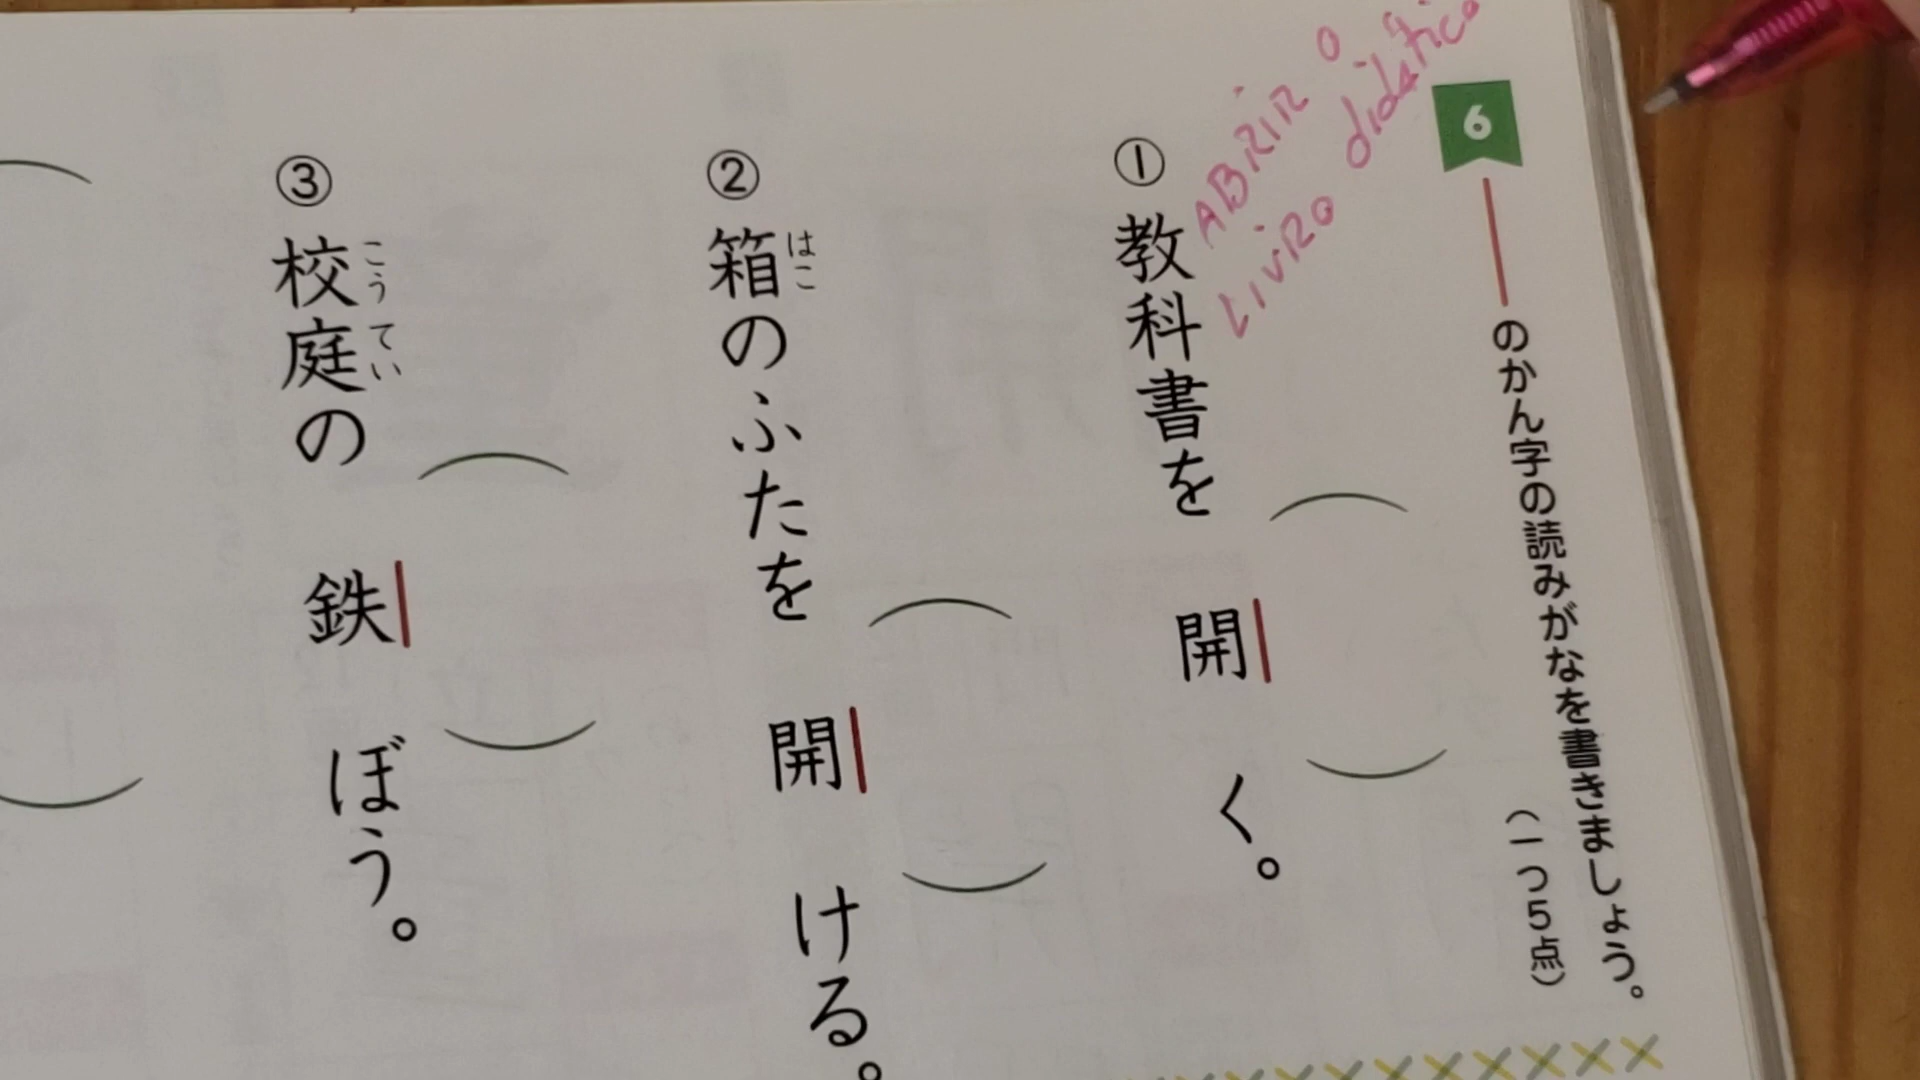 6
のかん字の読みがなを書きましょう。
(一つ5点)
ABRIR O
LiVRO didático
① 教科書を( 開 )く。
② 箱のふたを( 開 )ける。
はこ
③ 校庭の( 鉄 )ぼう。
こうてい